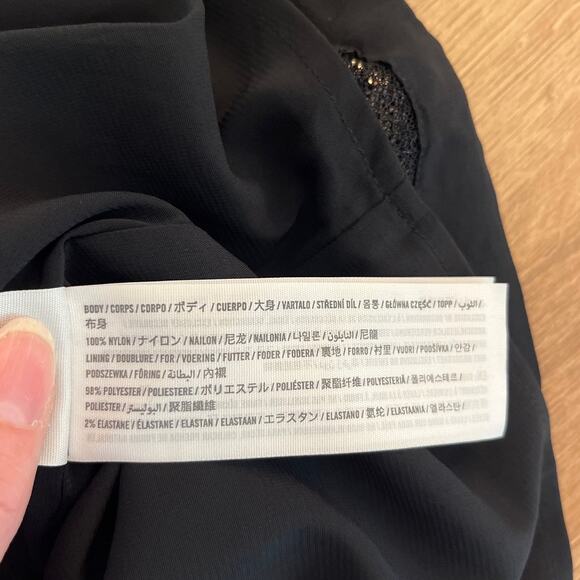 BODY / CORPS / CORPO / ボディ / CUERPO / 大身 / VARTALO / STŘEDNÍ DÍL / 몸통 / GŁÓWNA CZĘŚĆ / TOPP / الثوب /
布身
100% NYLON / ナイロン / NAILON / 尼龙 / NAILONIA / 나일론 / النايلون / 尼龍
LINING / DOUBLURE / FOR / VOERING / FUTTER / FODER / FODERA / 裏地 / FORRO / 衬里 / VUORI / PODŠÍVKA / 안감 /
PODSZEWKA / FÔRING / البطانة / 內襯
98% POLYESTER / POLIESTERE / ポリエステル / POLIÉSTER / 聚酯纤维 / POLYESTERIÄ / 폴리에스테르 /
POLIESTER / البوليستر / 聚酯纖維
2% ELASTANE / ÉLASTANE / ELASTAN / ELASTAAN / エラスタン / ELASTANO / 氨纶 / ELASTAANIA / 엘라스탄 /